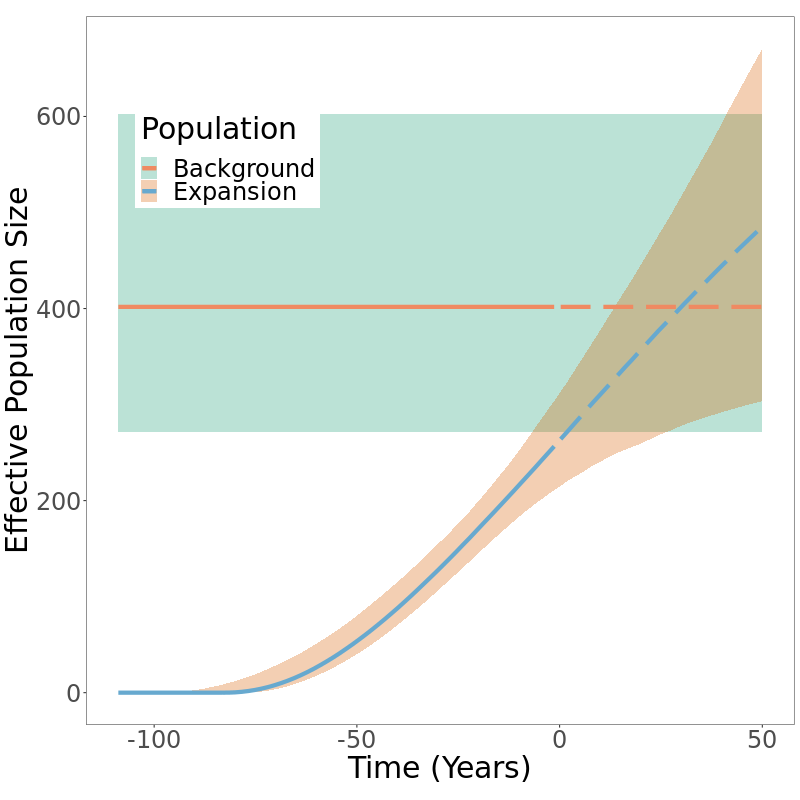 Effective Population Size
600
400
200
0
Population
Background
Expansion
-100
-50
0
50
Time (Years)